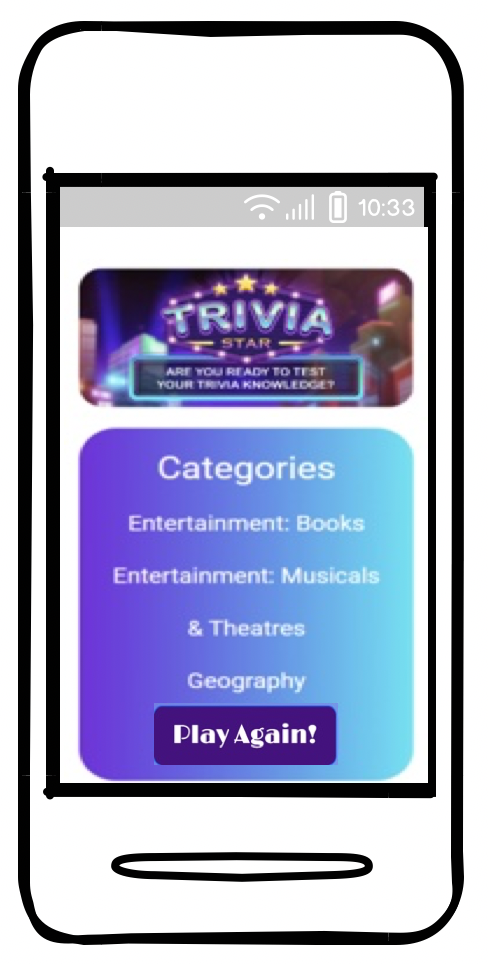 10:33
TRIVIA
STAR
ARE YOU READY TO TEST
YOUR TRIVIA KNOWLEDGE?
Categories
Entertainment: Books
Entertainment: Musicals
& Theatres
Geography
Play Again!